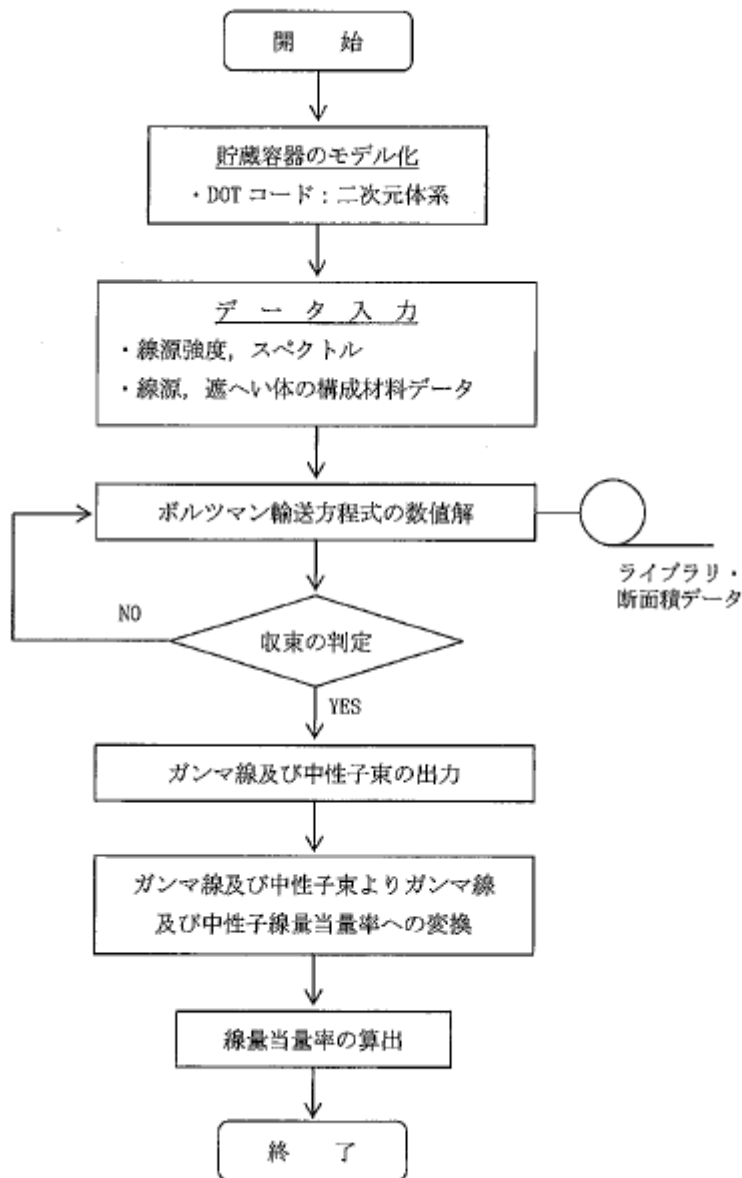 開　始
貯蔵容器のモデル化
・DOT コード：二次元体系
デ ー タ 入 力
・線源強度，スペクトル
・線源，遮へい体の構成材料データ
ボルツマン輸送方程式の数値解
ライブラリ・
断面積データ
NO
収束の判定
YES
ガンマ線及び中性子束の出力
ガンマ線及び中性子束よりガンマ線
及び中性子線量当量率への変換
線量当量率の算出
終　了